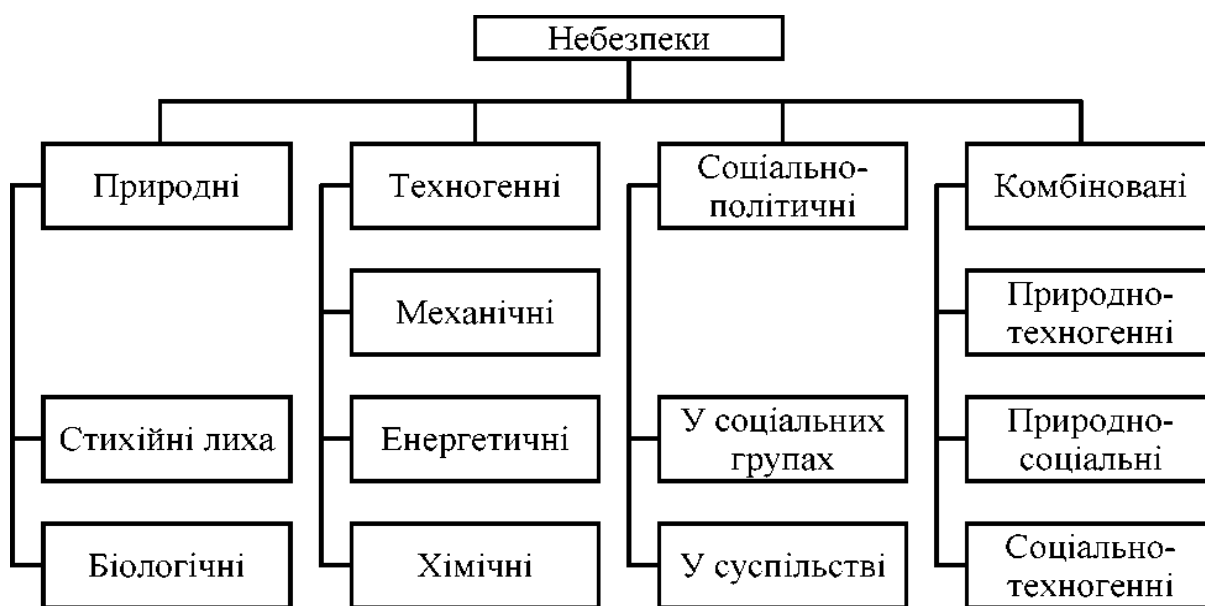 Небезпеки
Природні
Техногенні
Соціально-
політичні
Комбіновані
Механічні
Природно-
техногенні
Стихійні лиха
Енергетичні
У соціальних
групах
Природно-
соціальні
Біологічні
Хімічні
У суспільстві
Соціально-
техногенні